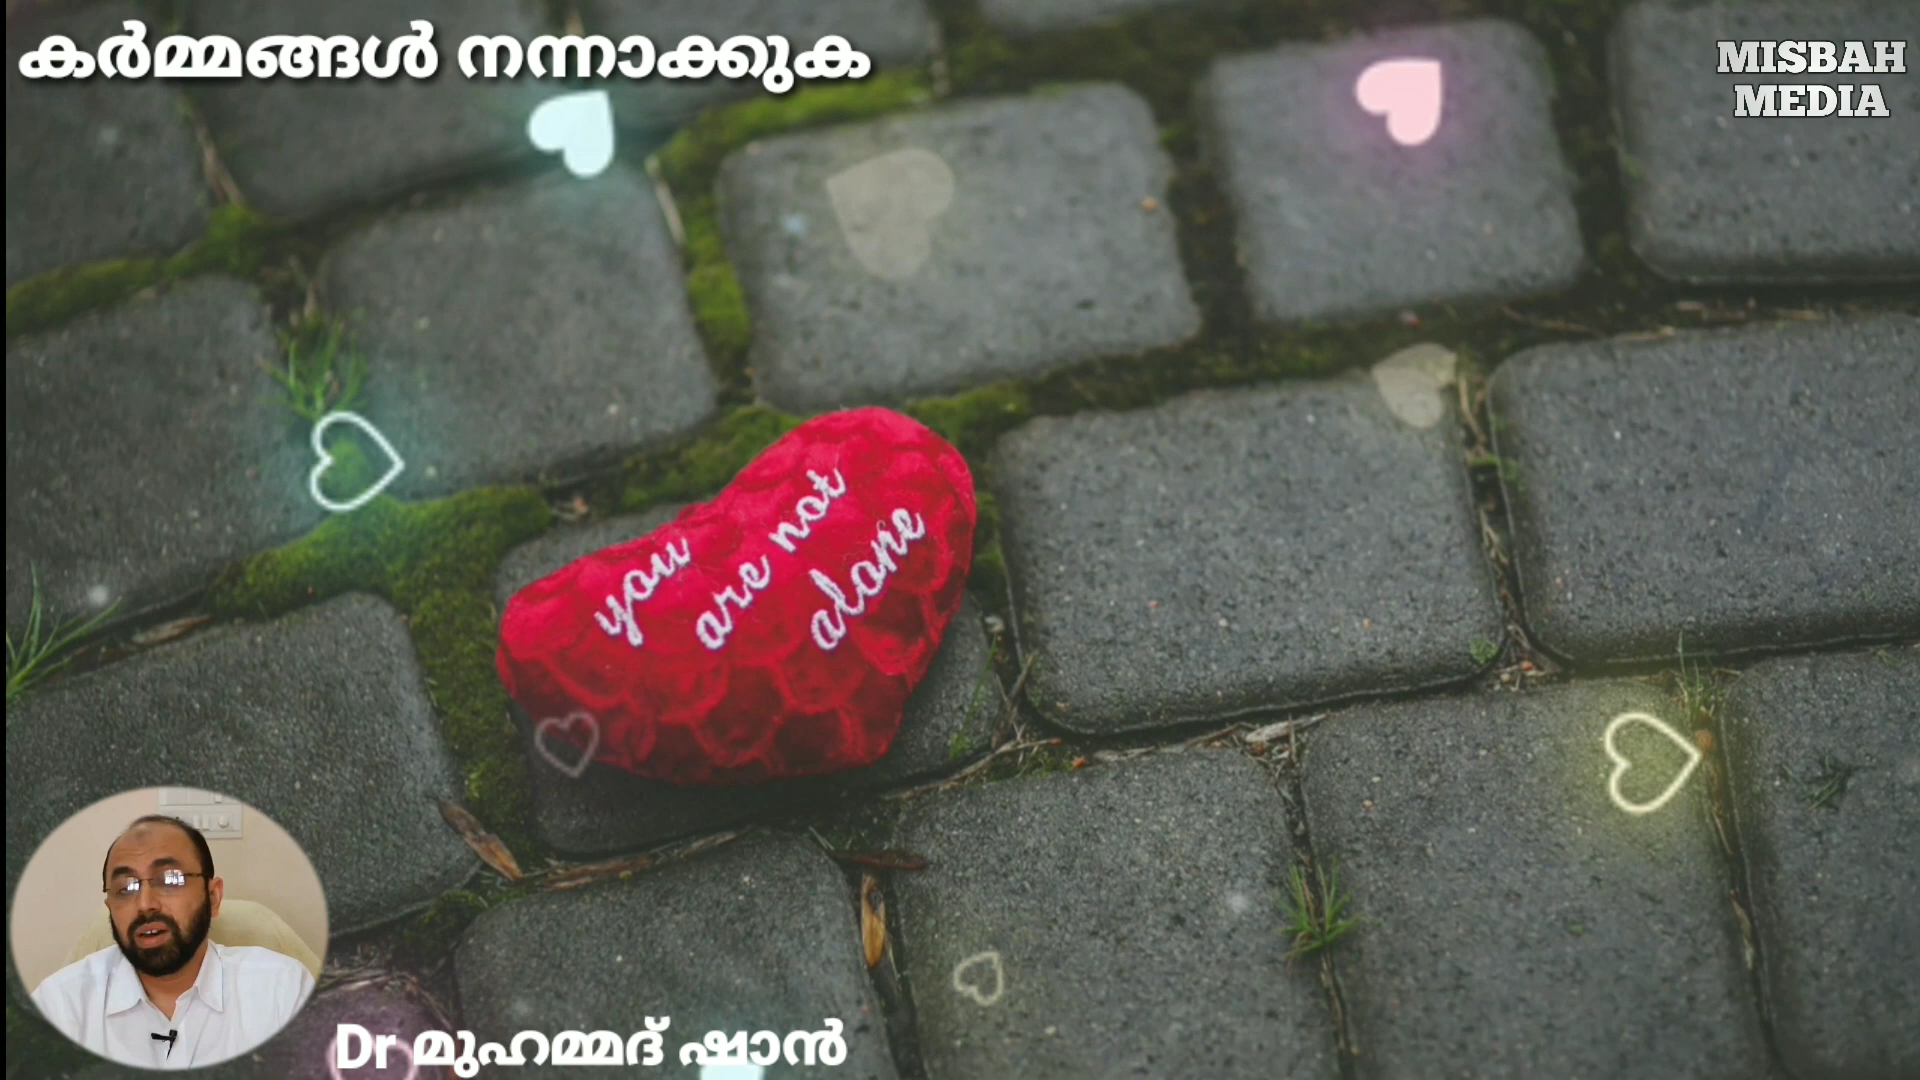 കർമ്മങ്ങൾ നന്നാക്കുക
MISBAH
MEDIA
you
are not
alone
Dr മുഹമ്മദ് ഷാൻ